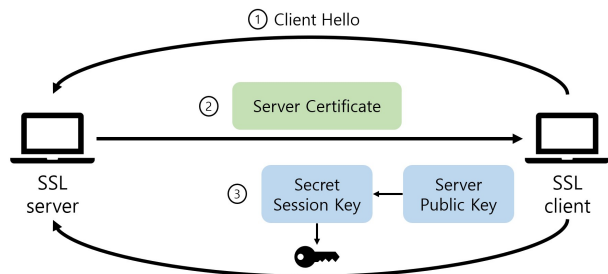 ① Client Hello
② Server Certificate
SSL
server
SSL
client
③ Secret
Session Key
Server
Public Key